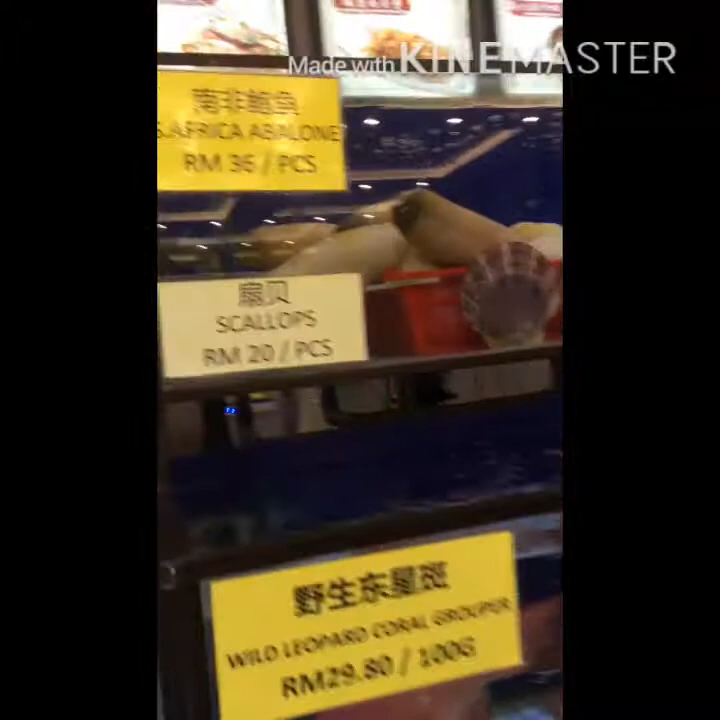 Made with KINEMASTER
南非鲍鱼
S.AFRICA ABALONE
RM 36 / PCS
扇贝
SCALLOPS
RM 20 / PCS
野生东星斑
WILD LEOPARD CORAL GROUPER
RM29.80 / 100G